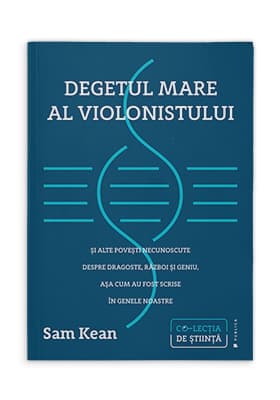 DEGETUL MARE
AL VIOLONISTULUI
ȘI ALTE POVEȘTI NECUNOSCUTE
DESPRE DRAGOSTE, RĂZBOI ȘI GENIU,
AȘA CUM AU FOST SCRISE
ÎN GENELE NOASTRE
Sam Kean
CO-LECȚIA
DE ȘTIINȚĂ
PUBLICA